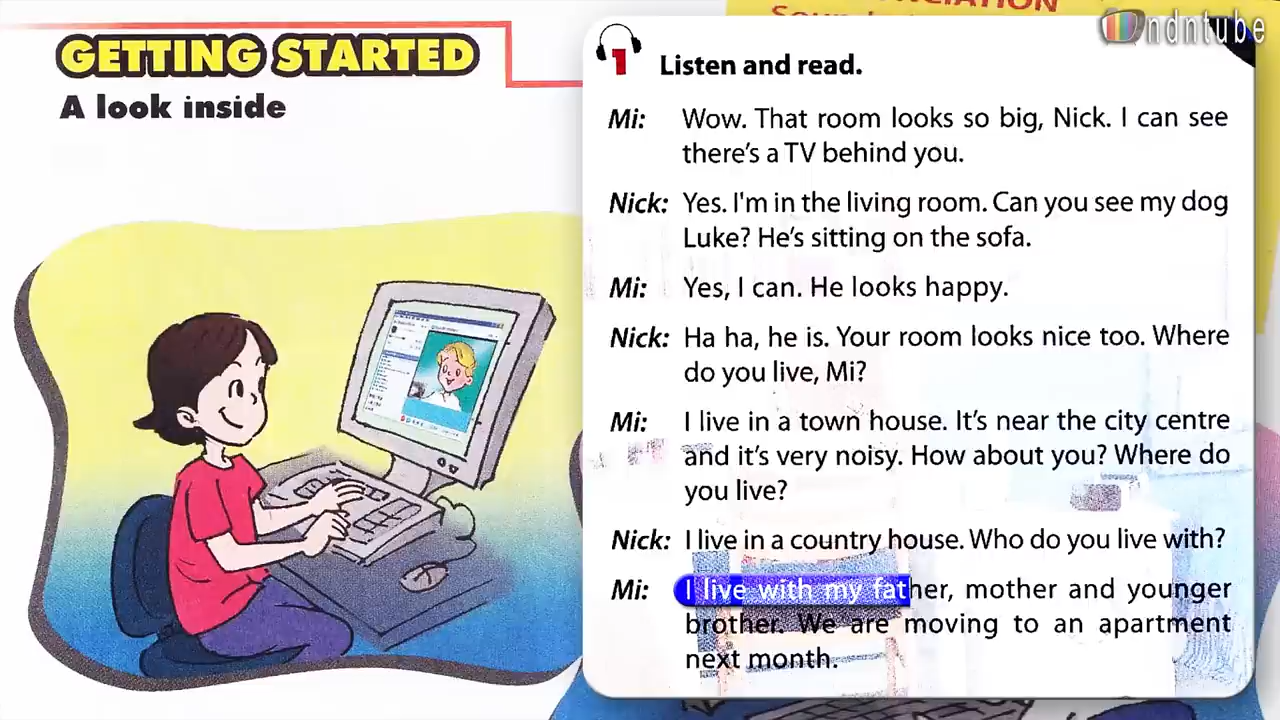 CIATION
ndntube
GETTING STARTED
A look inside
1
Listen and read.
Mi: Wow. That room looks so big, Nick. I can see
there's a TV behind you.
Nick: Yes. I'm in the living room. Can you see my dog
Luke? He's sitting on the sofa.
Mi: Yes, I can. He looks happy.
Nick: Ha ha, he is. Your room looks nice too. Where
do you live, Mi?
Mi: I live in a town house. It's near the city centre
and it's very noisy. How about you? Where do
you live?
Nick: I live in a country house. Who do you live with?
Mi: I live with my father, mother and younger
brother. We are moving to an apartment
next month.